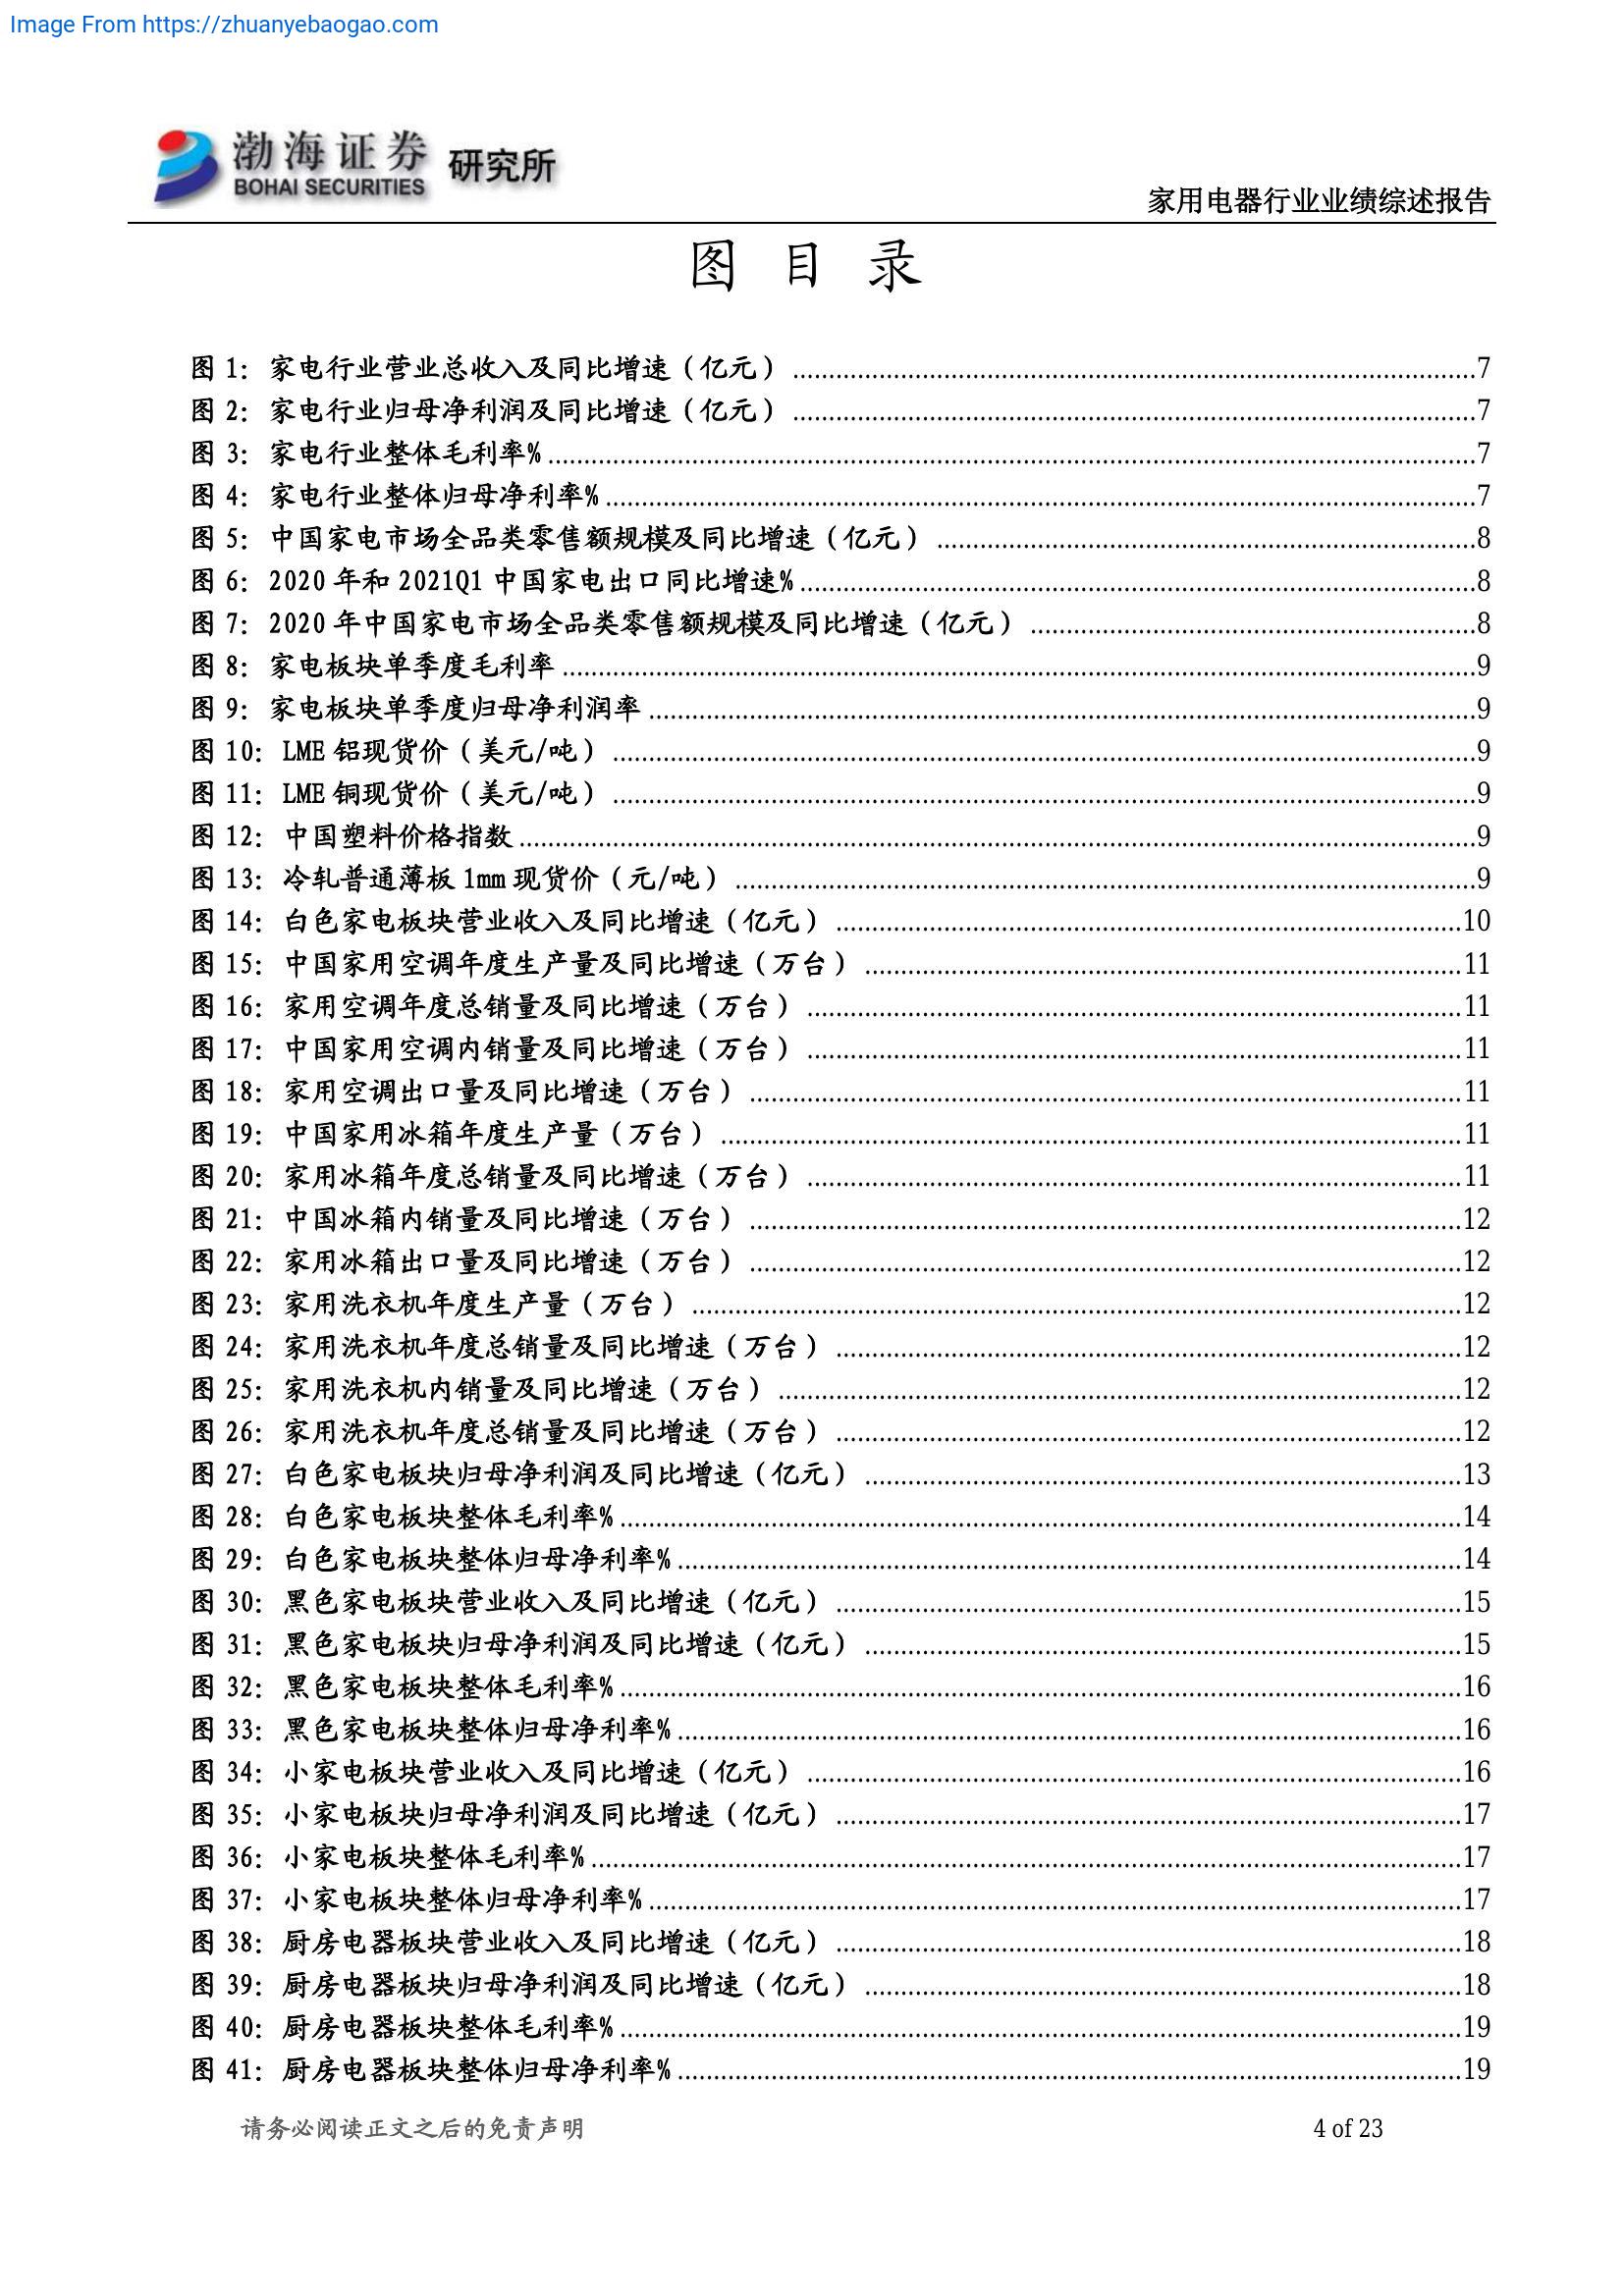 Image From https://zhuanyebaogao.com
渤海证券 研究所
BOHAI SECURITIES
家用电器行业业绩综述报告
图 目 录
图 1：家电行业营业总收入及同比增速（亿元）..........7
图 2：家电行业归母净利润及同比增速（亿元）..........7
图 3：家电行业整体毛利率%..........7
图 4：家电行业整体归母净利率%..........7
图 5：中国家电市场全品类零售额规模及同比增速（亿元）..........8
图 6：2020 年和 2021Q1 中国家电出口同比增速%..........8
图 7：2020 年中国家电市场全品类零售额规模及同比增速（亿元）..........8
图 8：家电板块单季度毛利率..........9
图 9：家电板块单季度归母净利润率..........9
图 10：LME 铝现货价（美元/吨）..........9
图 11：LME 铜现货价（美元/吨）..........9
图 12：中国塑料价格指数..........9
图 13：冷轧普通薄板 1mm 现货价（元/吨）..........9
图 14：白色家电板块营业收入及同比增速（亿元）..........10
图 15：中国家用空调年度生产量及同比增速（万台）..........11
图 16：家用空调年度总销量及同比增速（万台）..........11
图 17：中国家用空调内销量及同比增速（万台）..........11
图 18：家用空调出口量及同比增速（万台）..........11
图 19：中国家用冰箱年度生产量（万台）..........11
图 20：家用冰箱年度总销量及同比增速（万台）..........11
图 21：中国冰箱内销量及同比增速（万台）..........12
图 22：家用冰箱出口量及同比增速（万台）..........12
图 23：家用洗衣机年度生产量（万台）..........12
图 24：家用洗衣机年度总销量及同比增速（万台）..........12
图 25：家用洗衣机内销量及同比增速（万台）..........12
图 26：家用洗衣机年度总销量及同比增速（万台）..........12
图 27：白色家电板块归母净利润及同比增速（亿元）..........13
图 28：白色家电板块整体毛利率%..........14
图 29：白色家电板块整体归母净利率%..........14
图 30：黑色家电板块营业收入及同比增速（亿元）..........15
图 31：黑色家电板块归母净利润及同比增速（亿元）..........15
图 32：黑色家电板块整体毛利率%..........16
图 33：黑色家电板块整体归母净利率%..........16
图 34：小家电板块营业收入及同比增速（亿元）..........16
图 35：小家电板块归母净利润及同比增速（亿元）..........17
图 36：小家电板块整体毛利率%..........17
图 37：小家电板块整体归母净利率%..........17
图 38：厨房电器板块营业收入及同比增速（亿元）..........18
图 39：厨房电器板块归母净利润及同比增速（亿元）..........18
图 40：厨房电器板块整体毛利率%..........19
图 41：厨房电器板块整体归母净利率%..........19
请务必阅读正文之后的免责声明
4 of 23